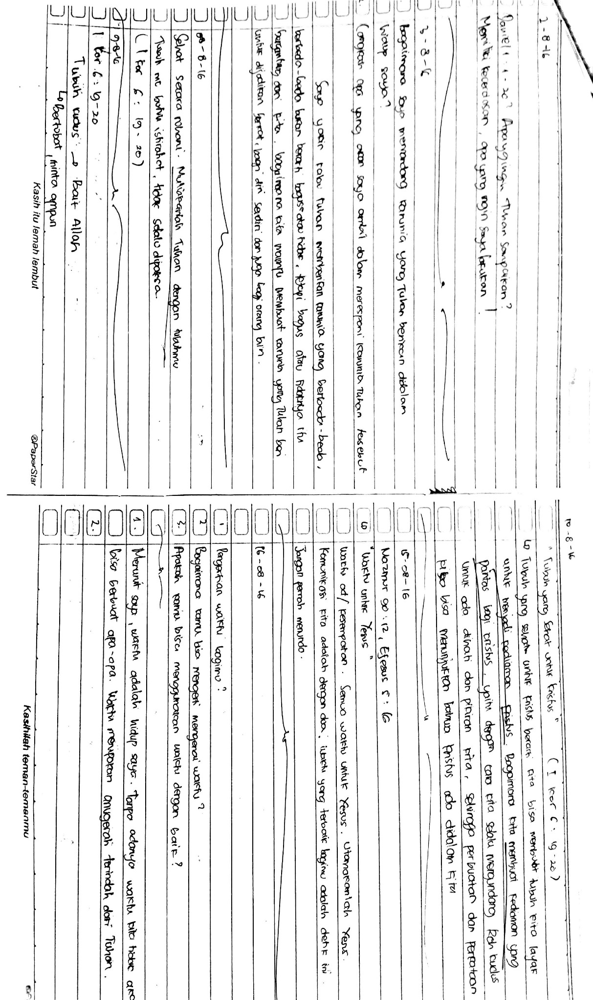 2-8-16
Daniel 1 : 1 - 20? Apa yg ingin Tuhan sampaikan?
Memiliki kecerdasan, apa yang ingin saya lakukan!
3 - 8 - 16
Bagaimana saya memandang karunia yang Tuhan berikan didalam
hidup saya?
Langkah apa yang akan saya ambil dalam meresponi karunia Tuhan tersebut
Saya yakin kalau Tuhan memberikan karunia yang berbeda-beda,
berbeda-beda bukan berarti bagus atau tidak, tetapi bagus atau tidaknya itu
bergantung dari kita, bagaimana kita mampu membuat karunia yang Tuhan beri
untuk dijadikan berkat, bagi diri sendiri dan juga bagi orang lain.
8-8-16
Sehat secara rohani. Muliakanlah Tuhan dengan tubuhmu
Tubuh me butuh istirahat, tidak selalu dipaksa.
(1 kor 6 : 19 - 20)
9-8-16
1 kor 6 : 19-20
Tubuh kudus → Bait Allah
↳ Bertobat, minta ampun
Kasih itu lemah lembut
@PaperStar
10-8-16
"Tubuh yang sehat untuk Kristus" (I kor 6 : 19 - 20)
↳ Tubuh yang sehat untuk kristus berarti kita bisa membuat tubuh kita layak
untuk menjadi kediaman kristus. Bagaimana kita membuat kediaman yang
pantas bagi kristus, yaitu dengan cara kita selalu mengundang Roh kudus
untuk ada dihati dan pikiran kita, sehingga perbuatan dan perkataan
kita bisa menunjukkan bahwa kristus ada didalam kita
15-08-16
Mazmur 90 : 12, Efesus 5 : 16
↳ "Waktu untuk Yesus"
Waktu ad/ kesempatan. Semua waktu untuk Yesus. Utamakanlah Yesus.
Komunikasi kita adalah dengan doa, waktu yang terbaik bagimu adalah detik ini.
Jangan pernah menunda.
16-08-16
1 Pengertian waktu bagimu?
2 Bagaimana kamu bisa mengerti mengenai waktu?
3. Apakah kamu bisa menggunakan waktu dengan baik?
1. Menurut saya, waktu adalah hidup saya. Tanpa adanya waktu kita tidak
bisa berbuat apa-apa. Waktu merupakan anugerah terindah dari Tuhan.
2.
Kasihilah teman-temanmu